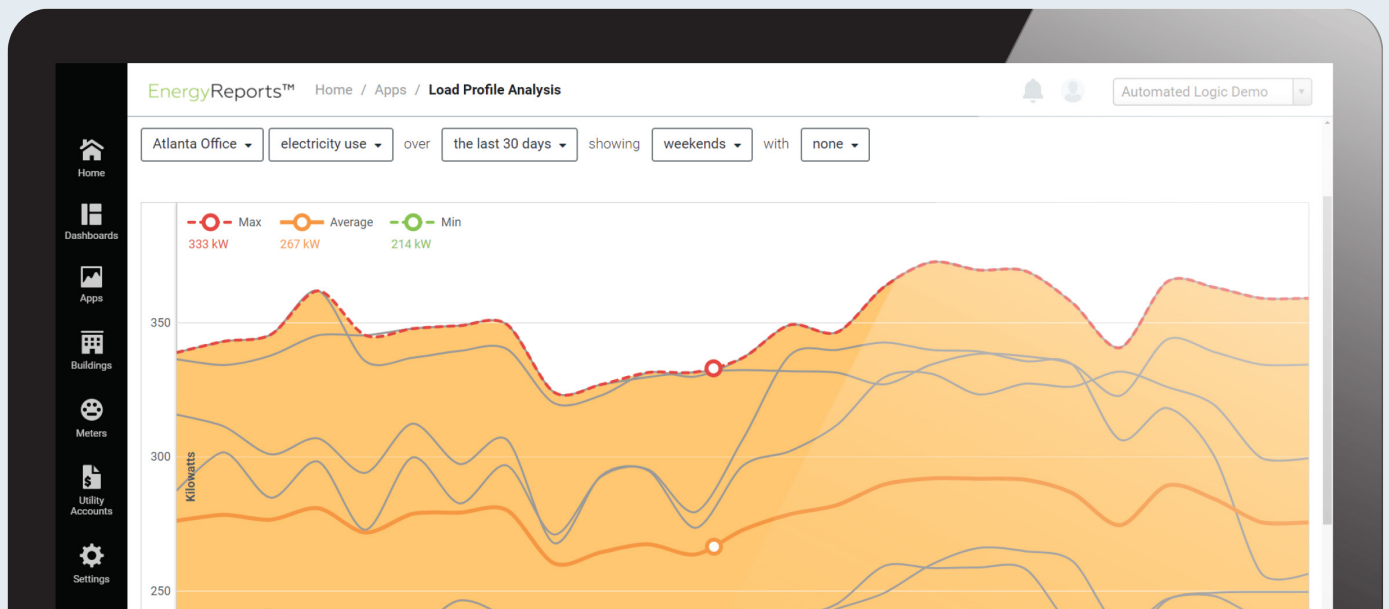 EnergyReports™ Home / Apps / Load Profile Analysis
Automated Logic Demo
Atlanta Office electricity use over the last 30 days showing weekends with none
Home
Dashboards
Apps
Buildings
Meters
Utility
Accounts
Settings
Max Average Min
333 kW 267 kW 214 kW
350
300
250
Kilowatts